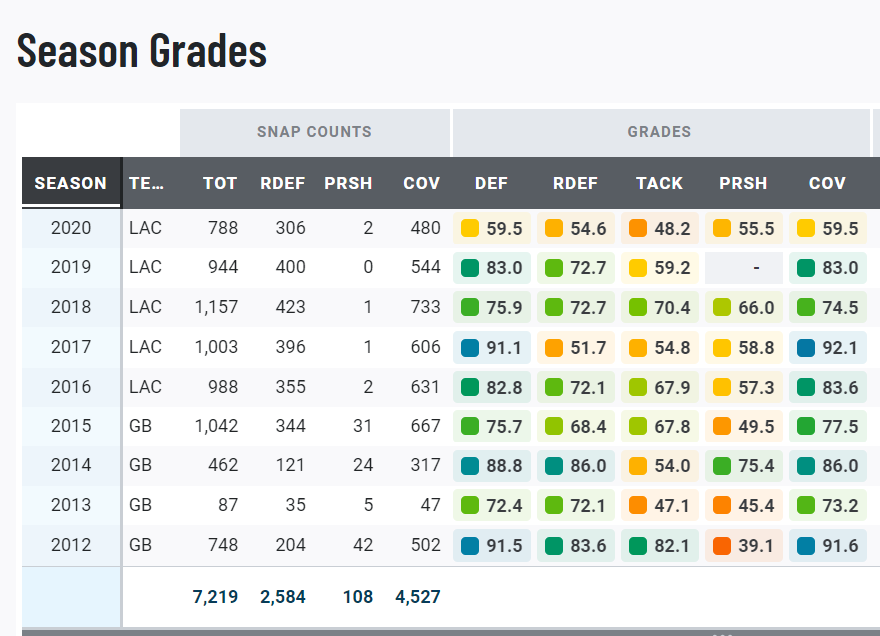 Season Grades
SNAP COUNTS GRADES
SEASON TE... TOT RDEF PRSH COV DEF RDEF TACK PRSH COV
2020 LAC 788 306 2 480 59.5 54.6 48.2 55.5 59.5
2019 LAC 944 400 0 544 83.0 72.7 59.2 - 83.0
2018 LAC 1,157 423 1 733 75.9 72.7 70.4 66.0 74.5
2017 LAC 1,003 396 1 606 91.1 51.7 54.8 58.8 92.1
2016 LAC 988 355 2 631 82.8 72.1 67.9 57.3 83.6
2015 GB 1,042 344 31 667 75.7 68.4 67.8 49.5 77.5
2014 GB 462 121 24 317 88.8 86.0 54.0 75.4 86.0
2013 GB 87 35 5 47 72.4 72.1 47.1 45.4 73.2
2012 GB 748 204 42 502 91.5 83.6 82.1 39.1 91.6
7,219 2,584 108 4,527